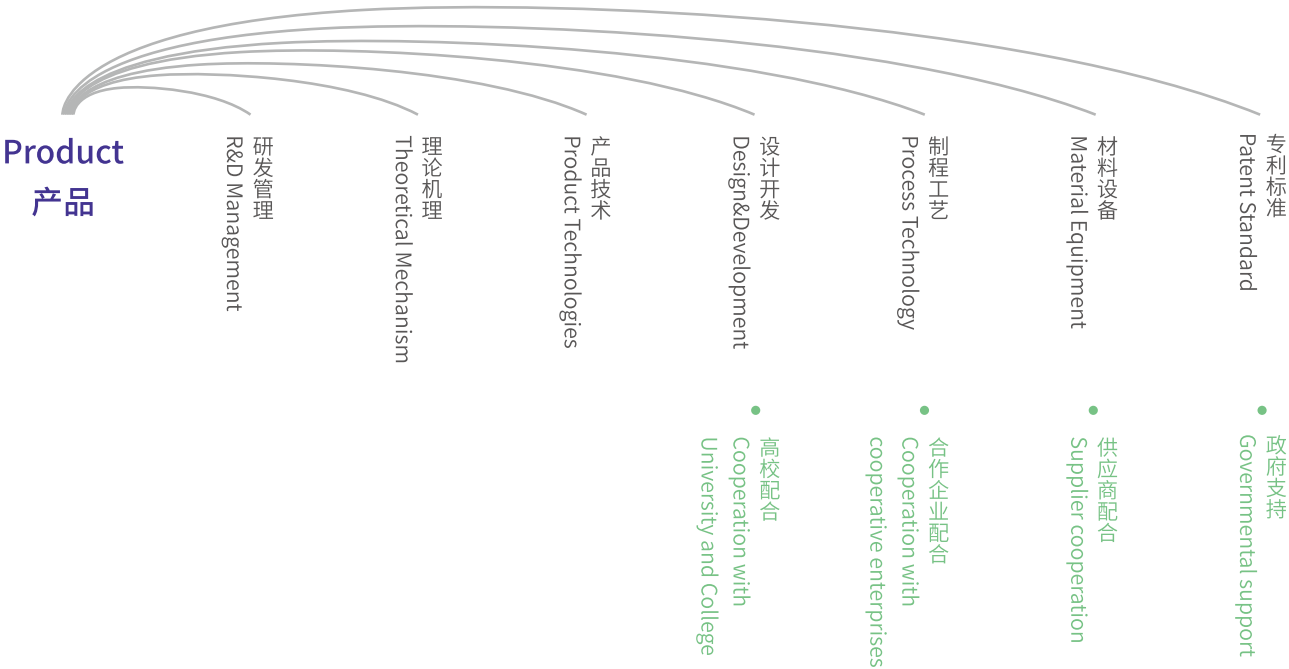 Product
产品
研发管理
R&D Management
理论机理
Theoretical Mechanism
产品技术
Product Technologies
设计开发
Design&Development
制程工艺
Process Technology
材料设备
Material Equipment
专利标准
Patent Standard
高校配合
Cooperation with
University and College
合作企业配合
Cooperation with
cooperative enterprises
供应商配合
Supplier cooperation
政府支持
Governmental support